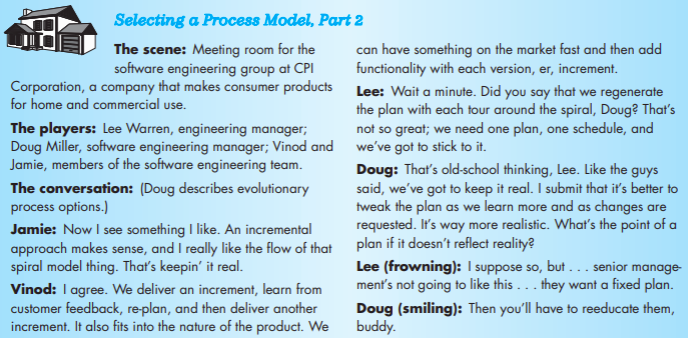 Selecting a Process Model, Part 2
The scene: Meeting room for the
software engineering group at CPI
Corporation, a company that makes consumer products
for home and commercial use.
The players: Lee Warren, engineering manager;
Doug Miller, software engineering manager; Vinod and
Jamie, members of the software engineering team.
The conversation: (Doug describes evolutionary
process options.)
Jamie: Now I see something I like. An incremental
approach makes sense, and I really like the flow of that
spiral model thing. That's keepin' it real.
Vinod: I agree. We deliver an increment, learn from
customer feedback, re-plan, and then deliver another
increment. It also fits into the nature of the product. We
can have something on the market fast and then add
functionality with each version, er, increment.
Lee: Wait a minute. Did you say that we regenerate
the plan with each tour around the spiral, Doug? That's
not so great; we need one plan, one schedule, and
we've got to stick to it.
Doug: That's old-school thinking, Lee. Like the guys
said, we've got to keep it real. I submit that it's better to
tweak the plan as we learn more and as changes are
requested. It's way more realistic. What's the point of a
plan if it doesn't reflect reality?
Lee (frowning): I suppose so, but . . . senior manage-
ment's not going to like this . . . they want a fixed plan.
Doug (smiling): Then you'll have to reeducate them,
buddy.